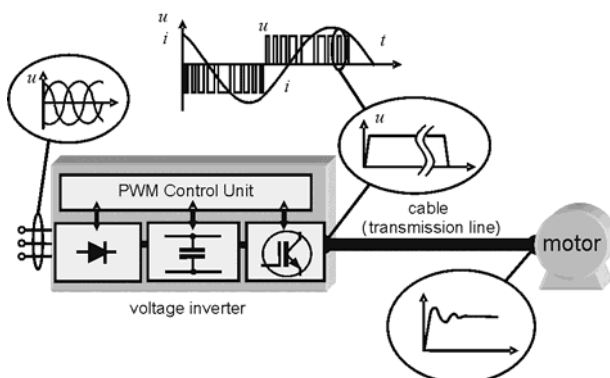 u
i
u
t
i
u
u
PWM Control Unit
cable
(transmission line)
motor
voltage inverter